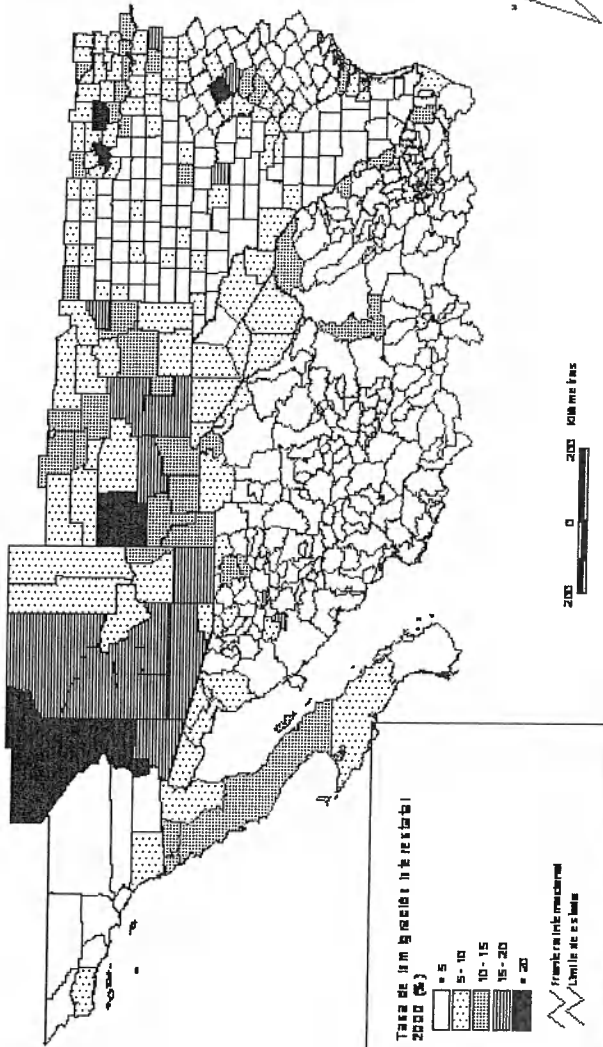 Tasa de inmigración interestatal
2000 (%)
< 5
5 - 10
10 - 15
15 - 20
> 20
Frontera internacional
Límite de estado
200 0 200 Kilómetros